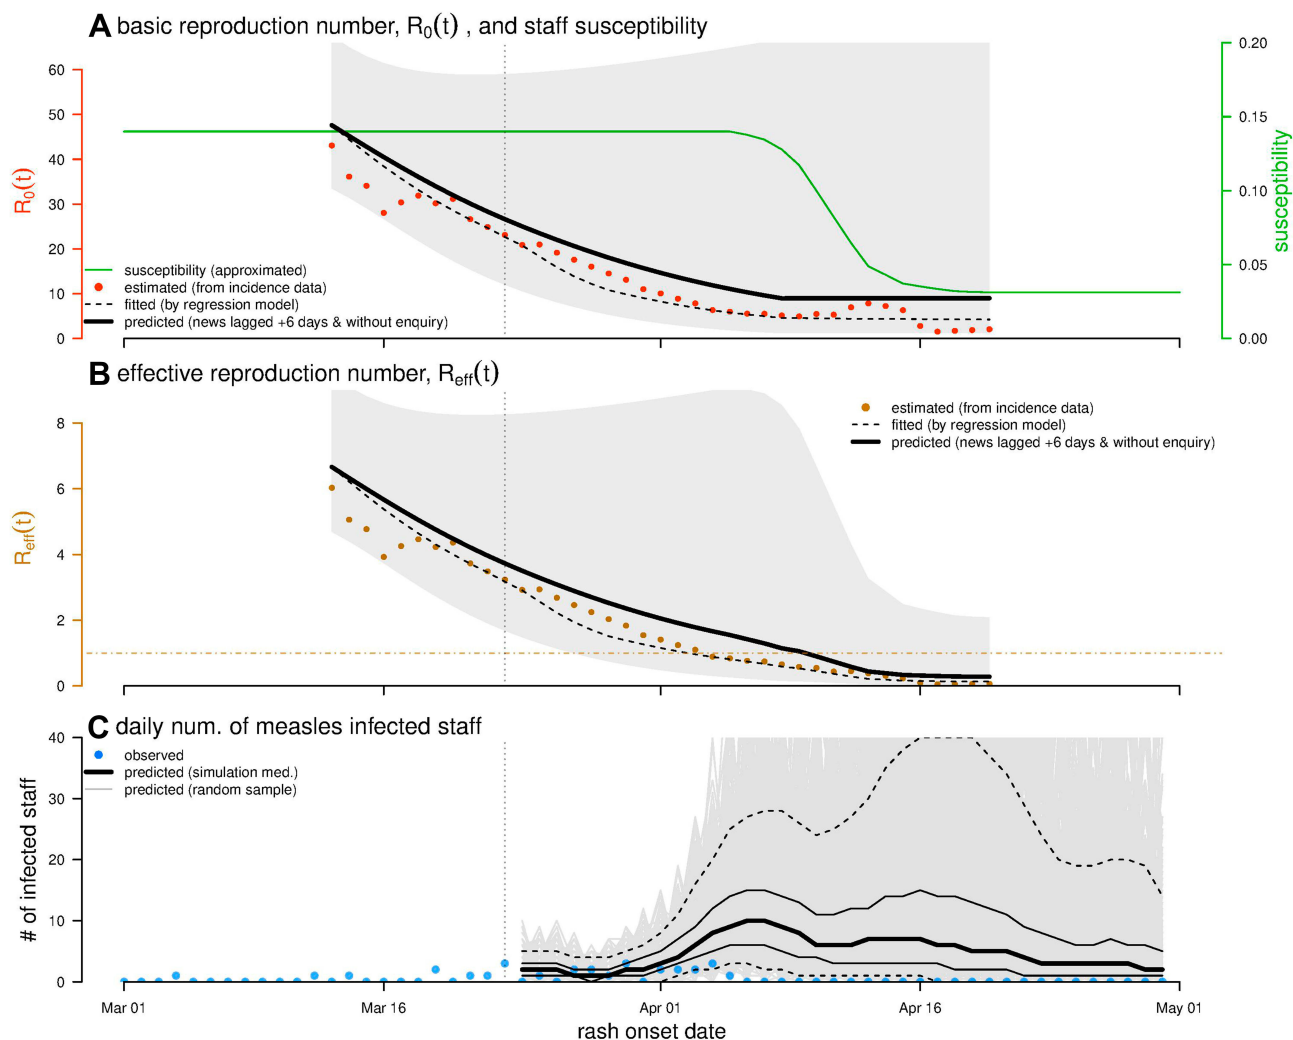 A basic reproduction number, R0(t) , and staff susceptibility
60
50
40
30
20
10
0
R0(t)
0.20
0.15
0.10
0.05
0.00
susceptibility
susceptibility (approximated)
estimated (from incidence data)
fitted (by regression model)
predicted (news lagged +6 days & without enquiry)
B effective reproduction number, Reff(t)
8
6
4
2
0
Reff(t)
estimated (from incidence data)
fitted (by regression model)
predicted (news lagged +6 days & without enquiry)
C daily num. of measles infected staff
40
30
20
10
0
# of infected staff
observed
predicted (simulation med.)
predicted (random sample)
Mar 01 Mar 16 Apr 01 Apr 16 May 01
rash onset date